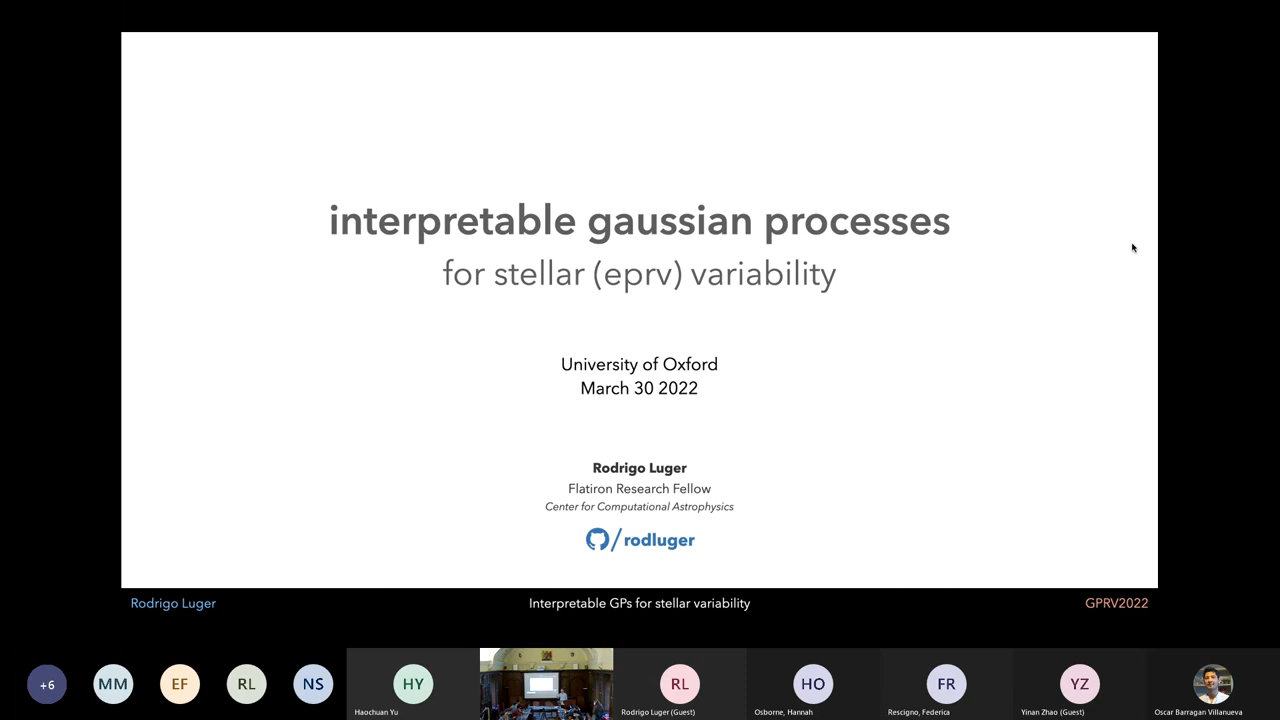 interpretable gaussian processes
for stellar (eprv) variability
University of Oxford
March 30 2022
Rodrigo Luger
Flatiron Research Fellow
Center for Computational Astrophysics
/rodluger
Rodrigo Luger
Interpretable GPs for stellar variability
GPRV2022
+6
MM
EF
RL
NS
HY
RL
HO
FR
YZ
Haochuan Yu
Rodrigo Luger (Guest)
Osborne, Hannah
Rescigno, Federica
Yinan Zhao (Guest)
Oscar Barragan Villanueva